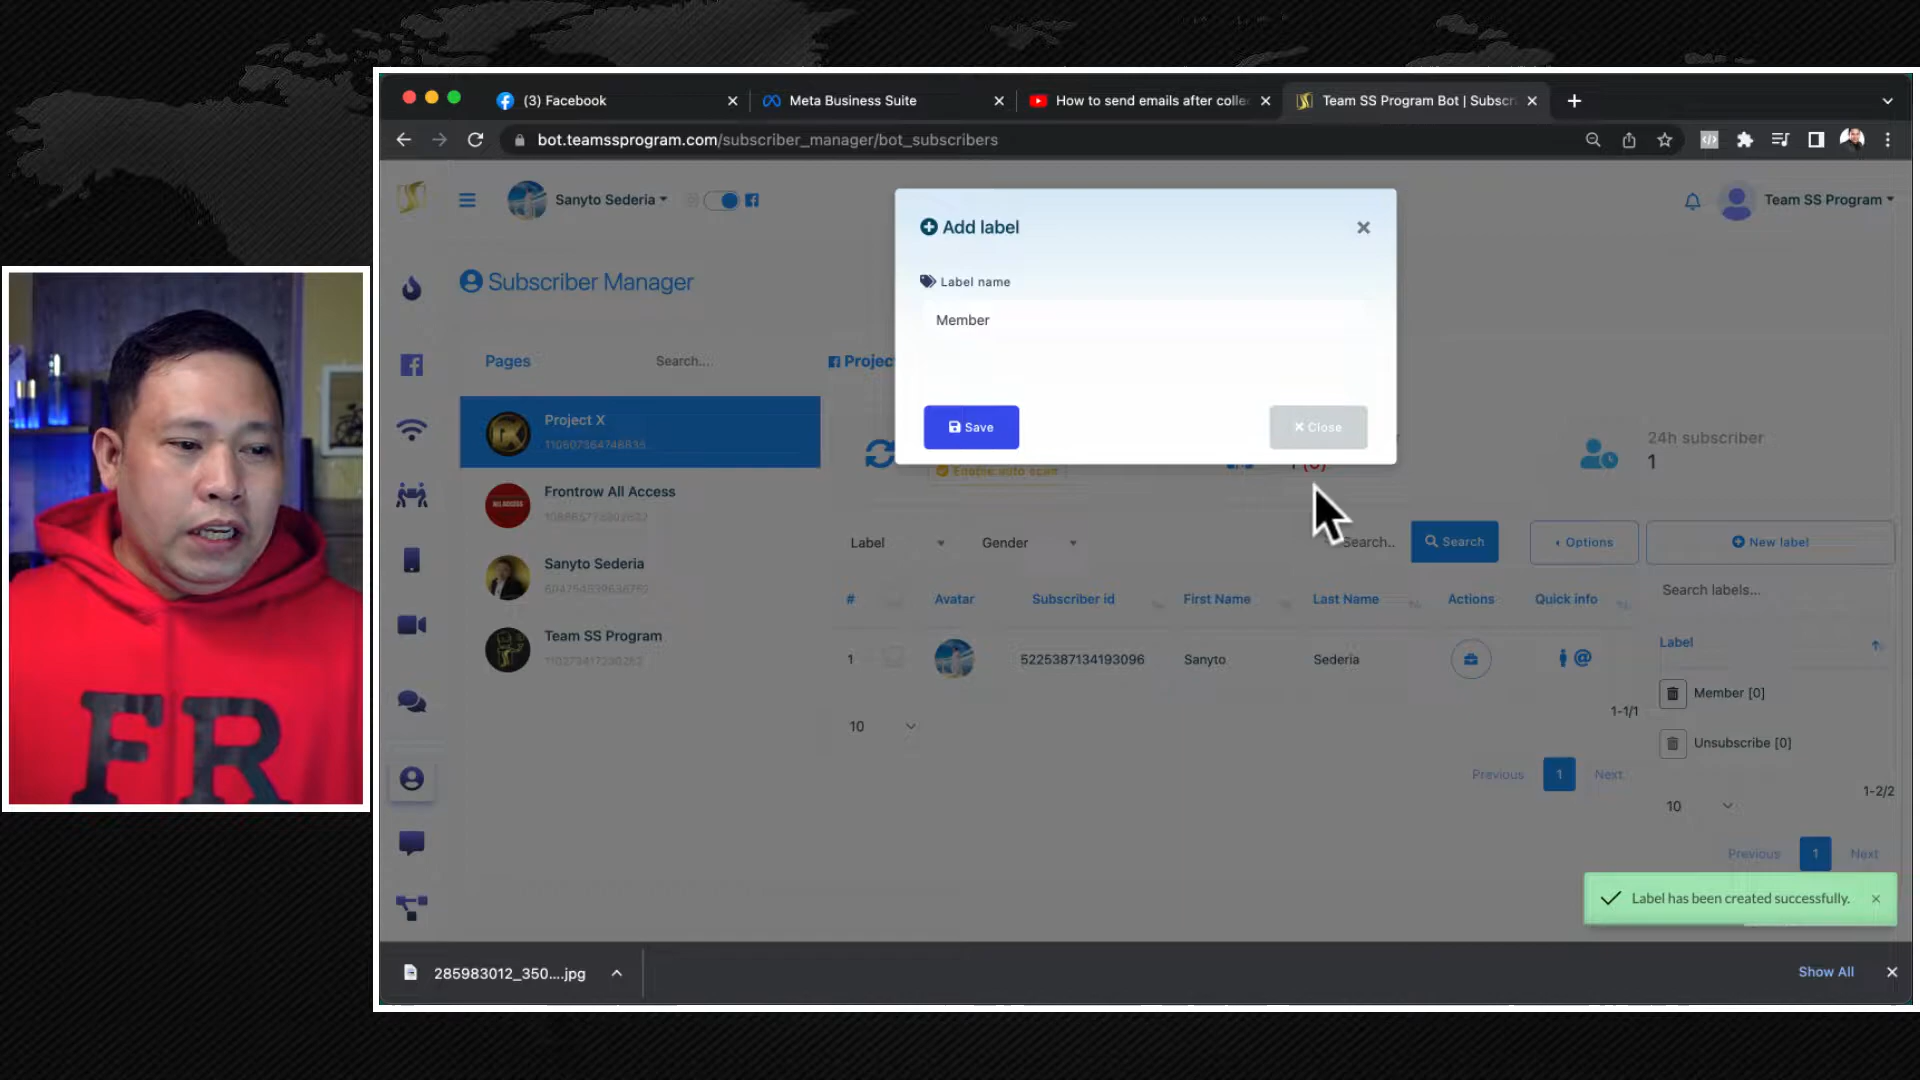 (3) Facebook
Meta Business Suite
How to send emails after colle
Team SS Program Bot | Subscr
bot.teamssprogram.com/subscriber_manager/bot_subscribers
Sanyto Sederia
Team SS Program
Subscriber Manager
Pages
Search....
Project X
Frontrow All Access
Sanyto Sederia
Team SS Program
Projec
Add label
Label name
Member
Save
Close
Enable auto scan
24h subscriber
1
Label
Gender
Search..
Search
Options
New label
# Avatar Subscriber id First Name Last Name Actions Quick info
1 5225387134193096 Sanyto Sederia
10
1-1/1
Previous 1 Next
Search labels...
Label
Member [0]
Unsubscribe [0]
10
1-2/2
Previous 1 Next
Label has been created successfully.
285983012_350....jpg
Show All
FR